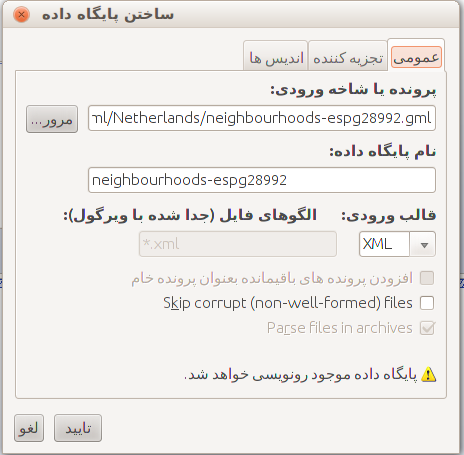 ساختن پایگاه داده
عمومی تجزیه کننده اندیس ها
پرونده یا شاخه ورودی:
ml/Netherlands/neighbourhoods-espg28992.gml مرور...
نام پایگاه داده:
neighbourhoods-espg28992
قالب ورودی: الگوهای فایل (جدا شده با ویرگول):
XML *.xml
افزودن پرونده های باقیمانده بعنوان پرونده خام
Skip corrupt (non-well-formed) files
Parse files in archives
پایگاه داده موجود رونویسی خواهد شد.
تایید لغو